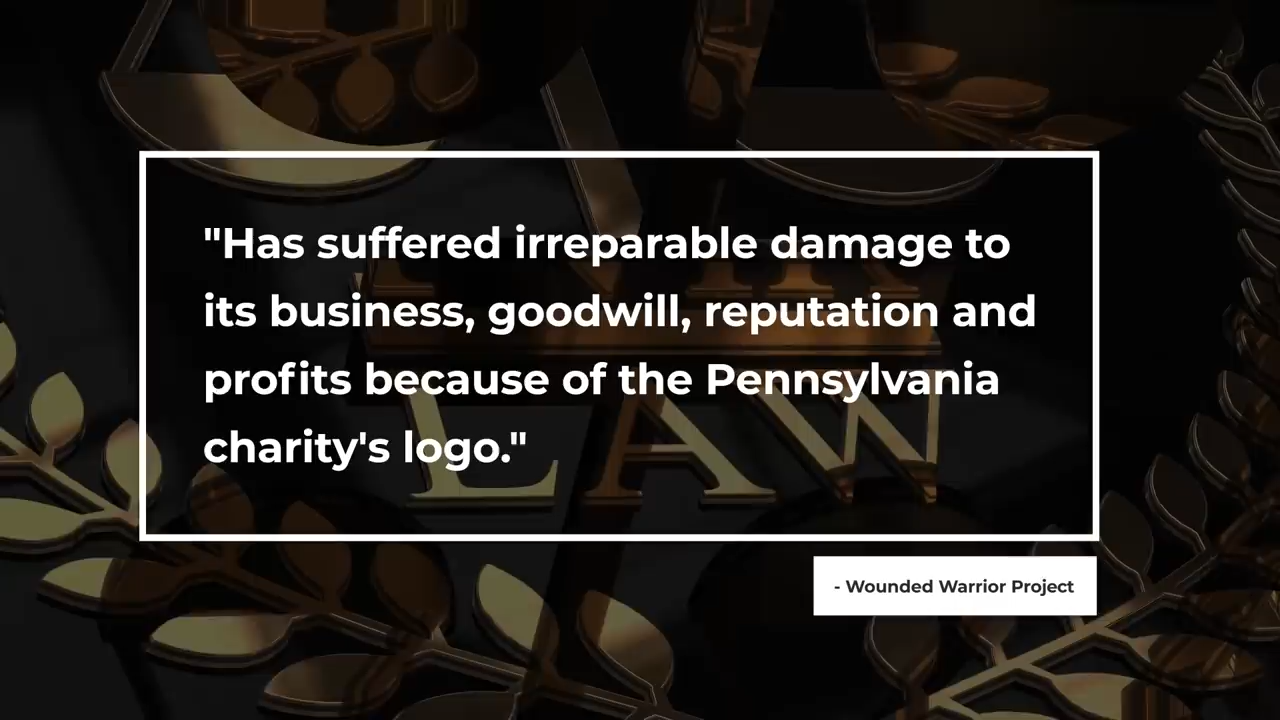 "Has suffered irreparable damage to
its business, goodwill, reputation and
profits because of the Pennsylvania
charity's logo."
- Wounded Warrior Project
LAW